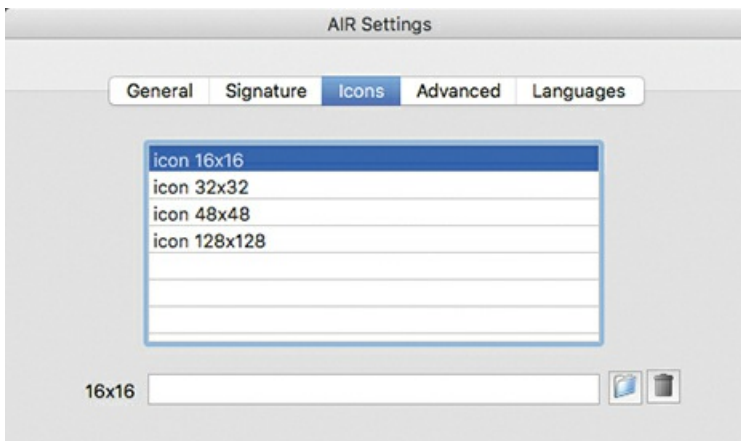 AIR Settings
General Signature Icons Advanced Languages
icon 16x16
icon 32x32
icon 48x48
icon 128x128
16x16